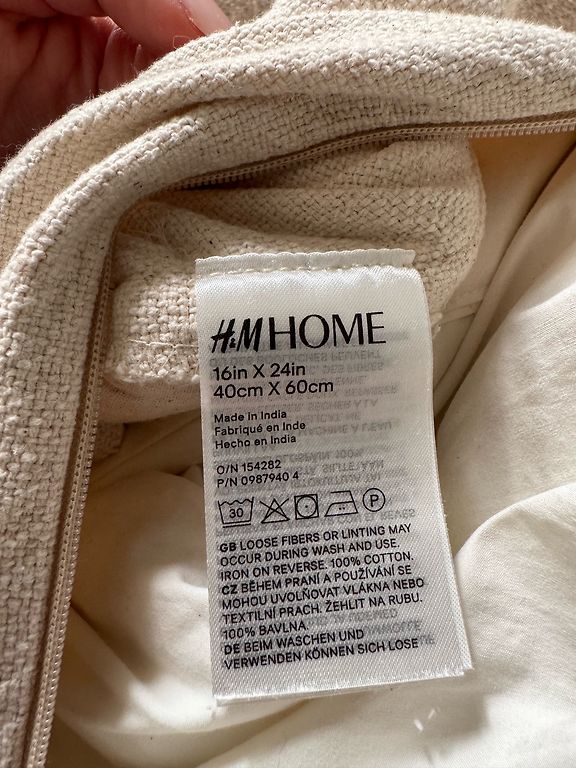 H&M HOME
16in X 24in
40cm X 60cm
Made in India
Fabriqué en Inde
Hecho en India
O/N 154282
P/N 0987940 4
30
P
GB LOOSE FIBERS OR LINTING MAY
OCCUR DURING WASH AND USE.
IRON ON REVERSE. 100% COTTON.
CZ BĚHEM PRANÍ A POUŽÍVÁNÍ SE
MOHOU UVOLŇOVAT VLÁKNA NEBO
TEXTILNÍ PRACH. ŽEHLIT NA RUBU.
100% BAVLNA.
DE BEIM WASCHEN UND
VERWENDEN KÖNNEN SICH LOSE